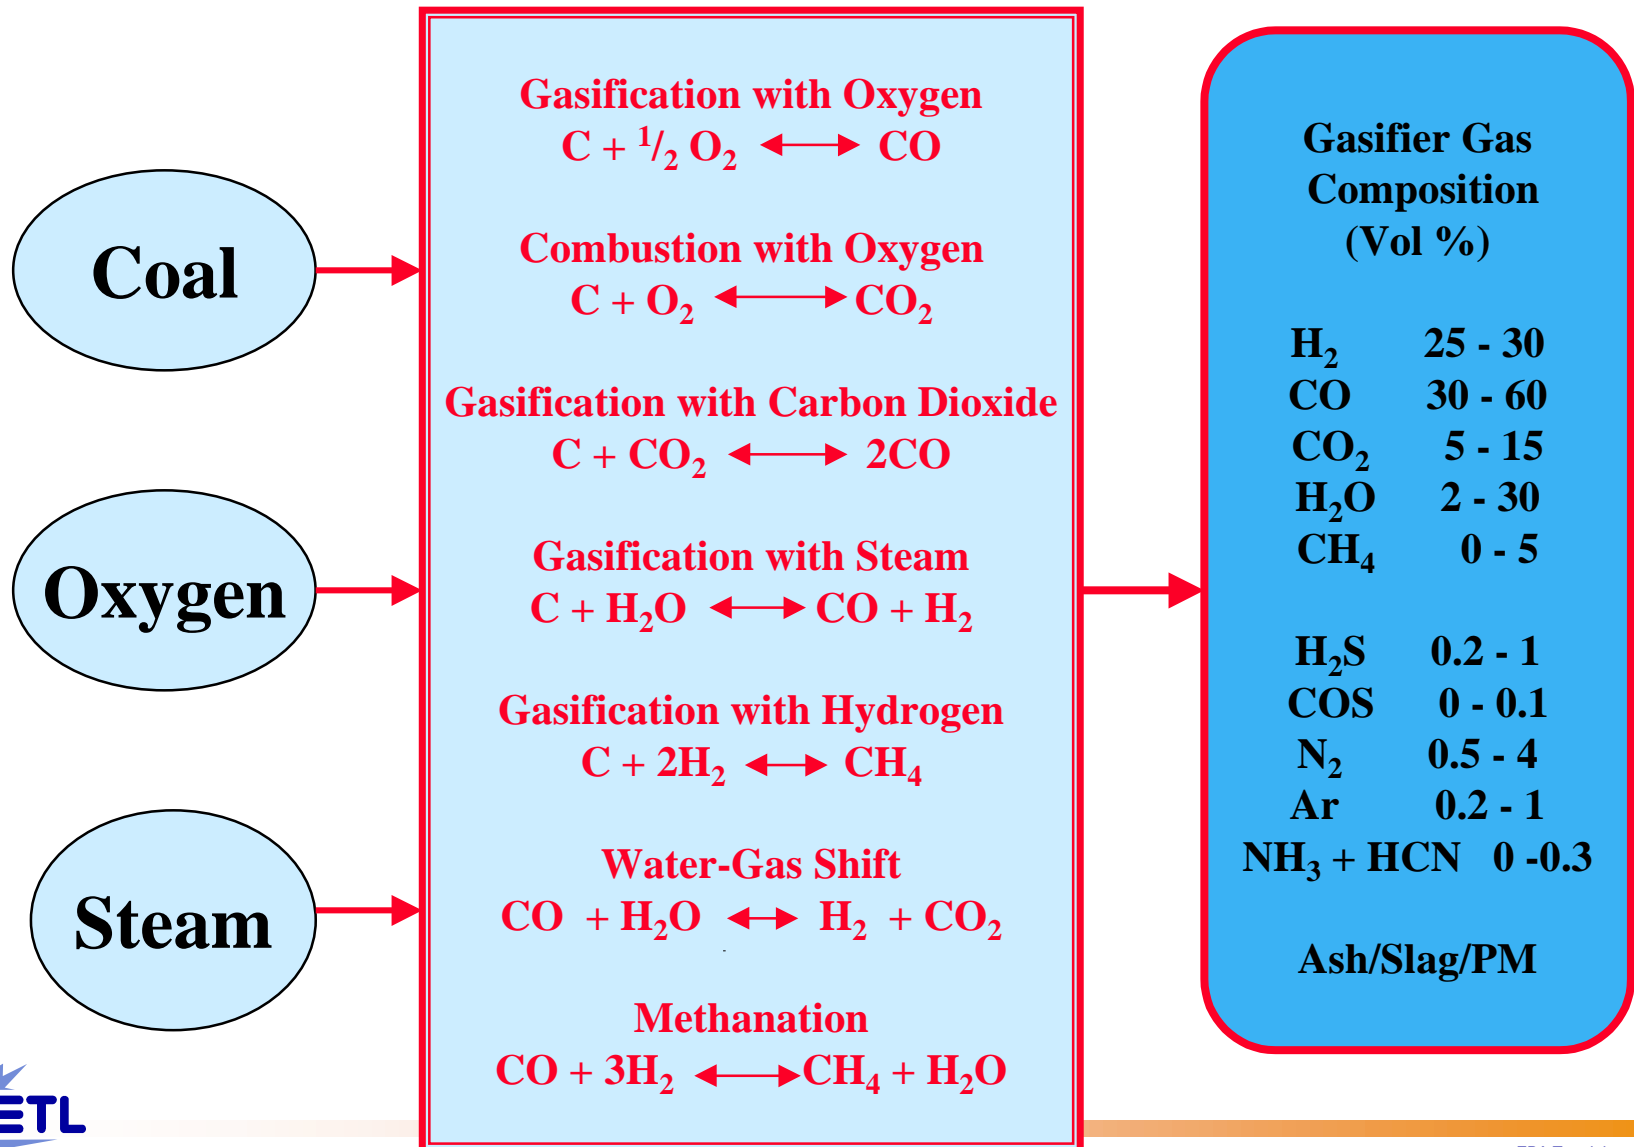 Coal
Oxygen
Steam
Gasification with Oxygen
C + 1/2 O2 ⟷ CO
Combustion with Oxygen
C + O2 ⟷ CO2
Gasification with Carbon Dioxide
C + CO2 ⟷ 2CO
Gasification with Steam
C + H2O ⟷ CO + H2
Gasification with Hydrogen
C + 2H2 ⟷ CH4
Water-Gas Shift
CO + H2O ⟷ H2 + CO2
Methanation
CO + 3H2 ⟷ CH4 + H2O
Gasifier Gas
Composition
(Vol %)
H2 25 - 30
CO 30 - 60
CO2 5 - 15
H2O 2 - 30
CH4 0 - 5
H2S 0.2 - 1
COS 0 - 0.1
N2 0.5 - 4
Ar 0.2 - 1
NH3 + HCN 0 -0.3
Ash/Slag/PM
ETL